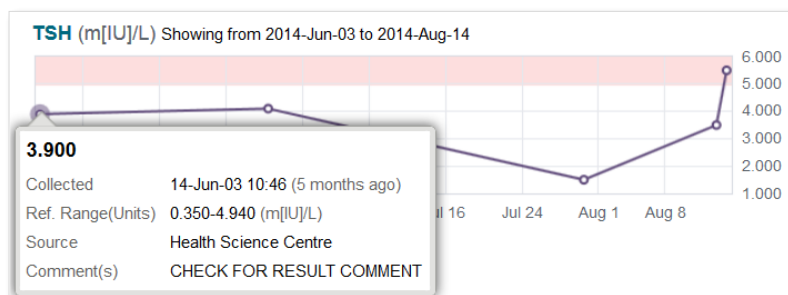 TSH (m[IU]/L) Showing from 2014-Jun-03 to 2014-Aug-14
6.000
5.000
4.000
3.000
2.000
1.000
16 Jul 24 Aug 1 Aug 8
3.900
Collected 14-Jun-03 10:46 (5 months ago)
Ref. Range(Units) 0.350-4.940 (m[IU]/L)
Source Health Science Centre
Comment(s) CHECK FOR RESULT COMMENT